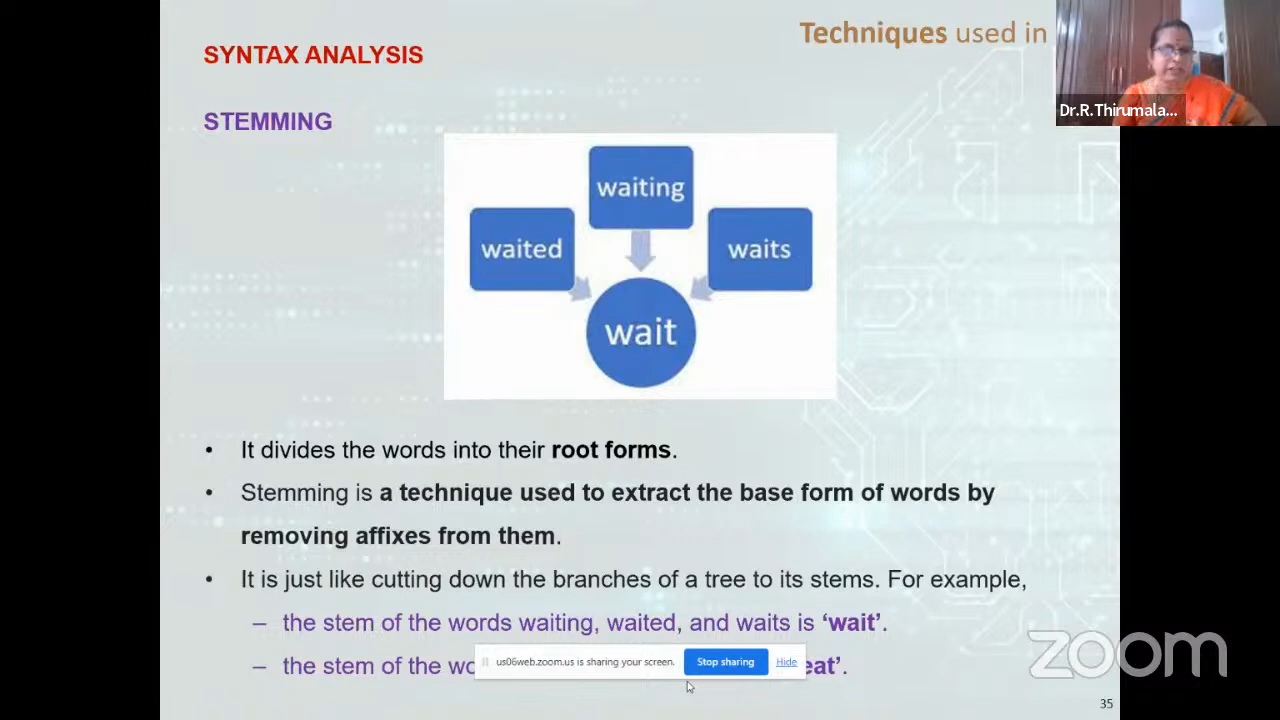 Techniques used in
SYNTAX ANALYSIS
Dr.R.Thirumala...
STEMMING
waiting
waited
waits
wait
• It divides the words into their root forms.
• Stemming is a technique used to extract the base form of words by
removing affixes from them.
• It is just like cutting down the branches of a tree to its stems. For example,
– the stem of the words waiting, waited, and waits is ‘wait’.
– the stem of the
eat’.
us06web.zoom.us is sharing your screen.
Stop sharing
Hide
zoom
35